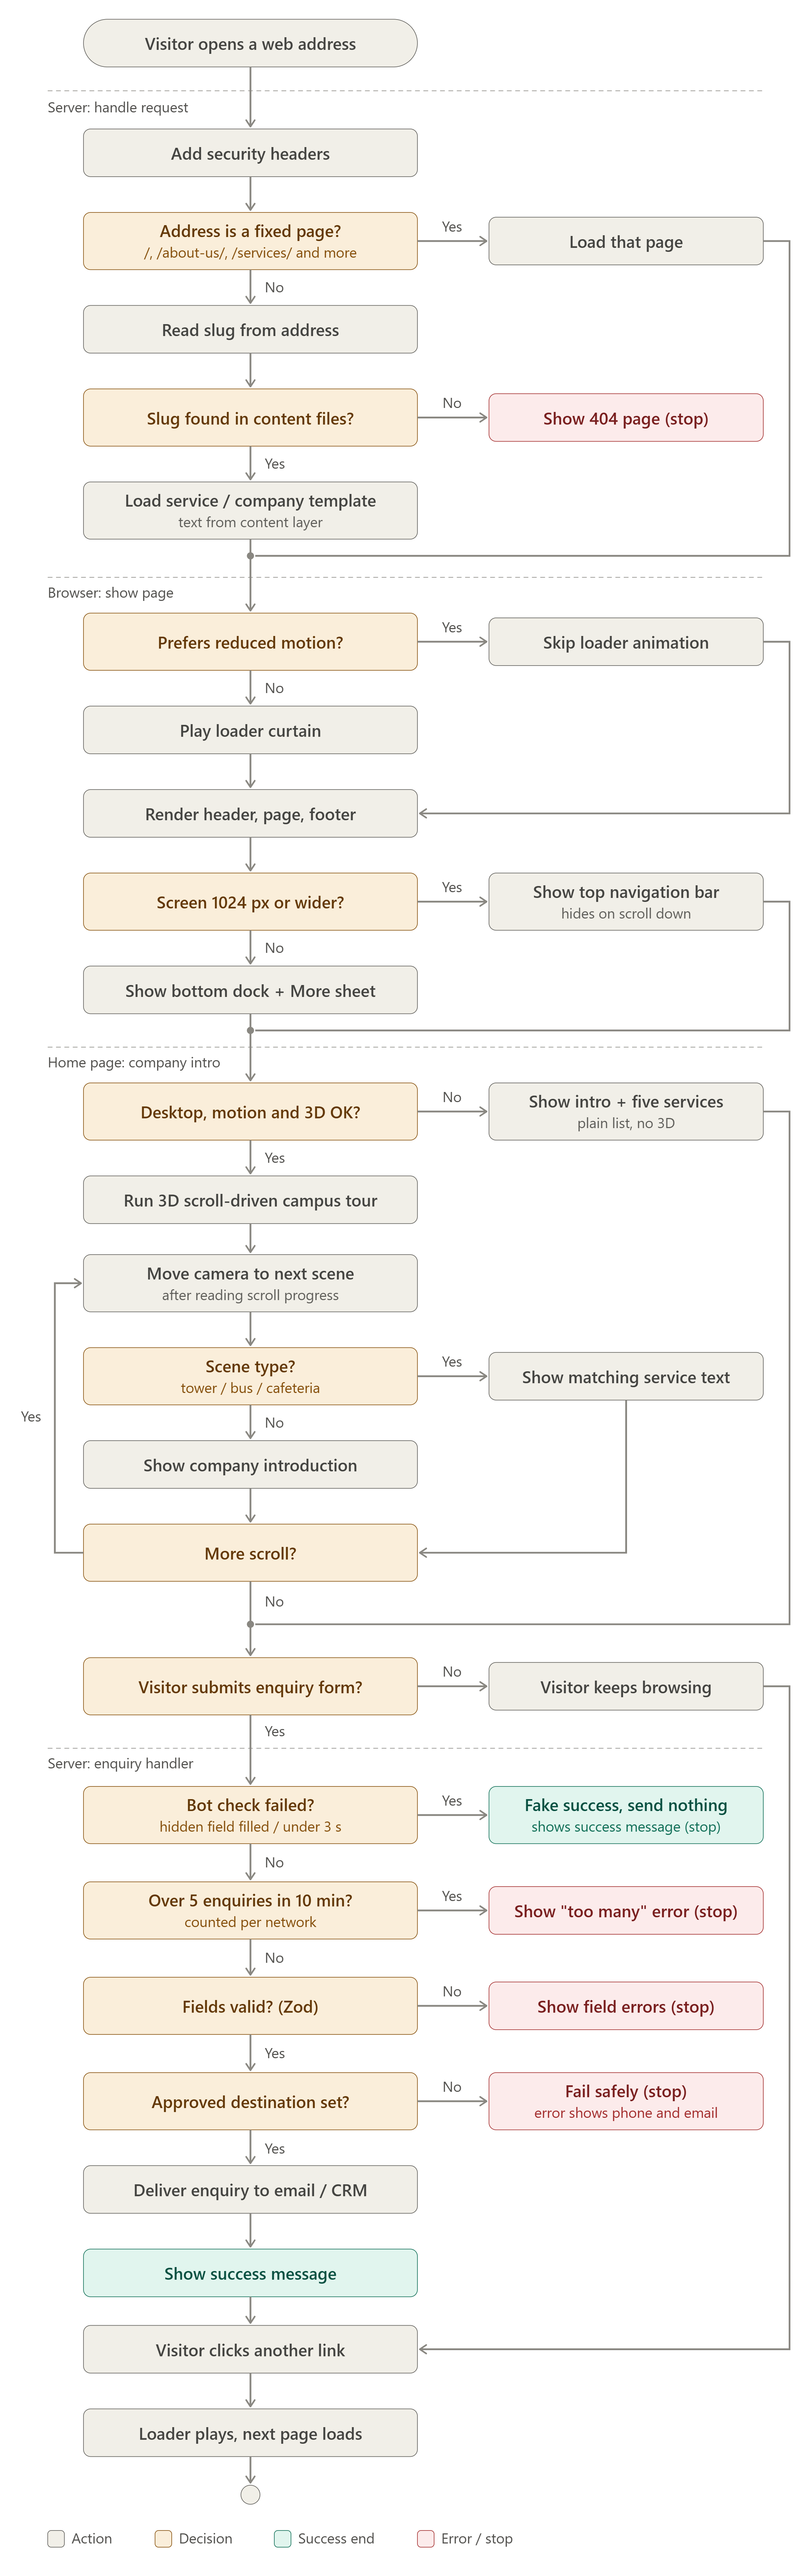 Visitor opens a web address
Server: handle request
Add security headers
Address is a fixed page?
/, /about-us/, /services/ and more
Yes
Load that page
No
Read slug from address
Slug found in content files?
No
Show 404 page (stop)
Yes
Load service / company template
text from content layer
Browser: show page
Prefers reduced motion?
Yes
Skip loader animation
No
Play loader curtain
Render header, page, footer
Screen 1024 px or wider?
Yes
Show top navigation bar
hides on scroll down
No
Show bottom dock + More sheet
Home page: company intro
Desktop, motion and 3D OK?
No
Show intro + five services
plain list, no 3D
Yes
Run 3D scroll-driven campus tour
Move camera to next scene
after reading scroll progress
Scene type?
tower / bus / cafeteria
Yes
Show matching service text
Yes
No
Show company introduction
More scroll?
No
Visitor submits enquiry form?
No
Visitor keeps browsing
Yes
Server: enquiry handler
Bot check failed?
hidden field filled / under 3 s
Yes
Fake success, send nothing
shows success message (stop)
No
Over 5 enquiries in 10 min?
counted per network
Yes
Show "too many" error (stop)
No
Fields valid? (Zod)
No
Show field errors (stop)
Yes
Approved destination set?
No
Fail safely (stop)
error shows phone and email
Yes
Deliver enquiry to email / CRM
Show success message
Visitor clicks another link
Loader plays, next page loads
Action
Decision
Success end
Error / stop